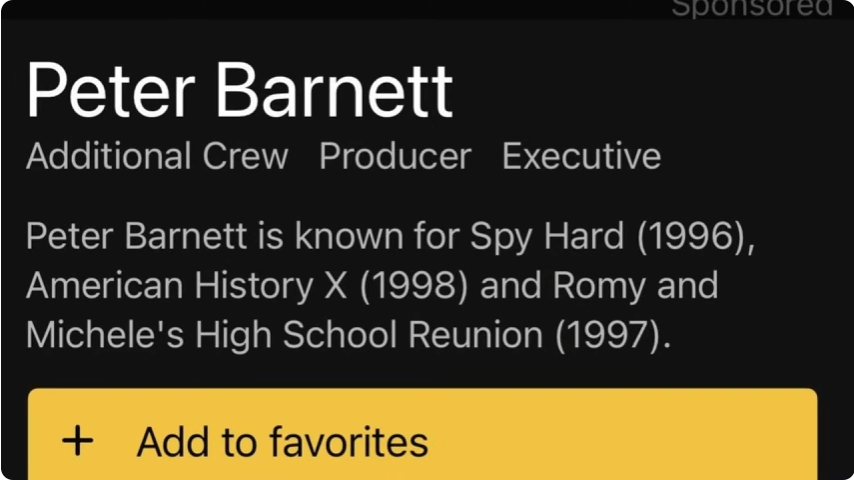 Sponsored
Peter Barnett
Additional Crew Producer Executive
Peter Barnett is known for Spy Hard (1996),
American History X (1998) and Romy and
Michele's High School Reunion (1997).
+ Add to favorites